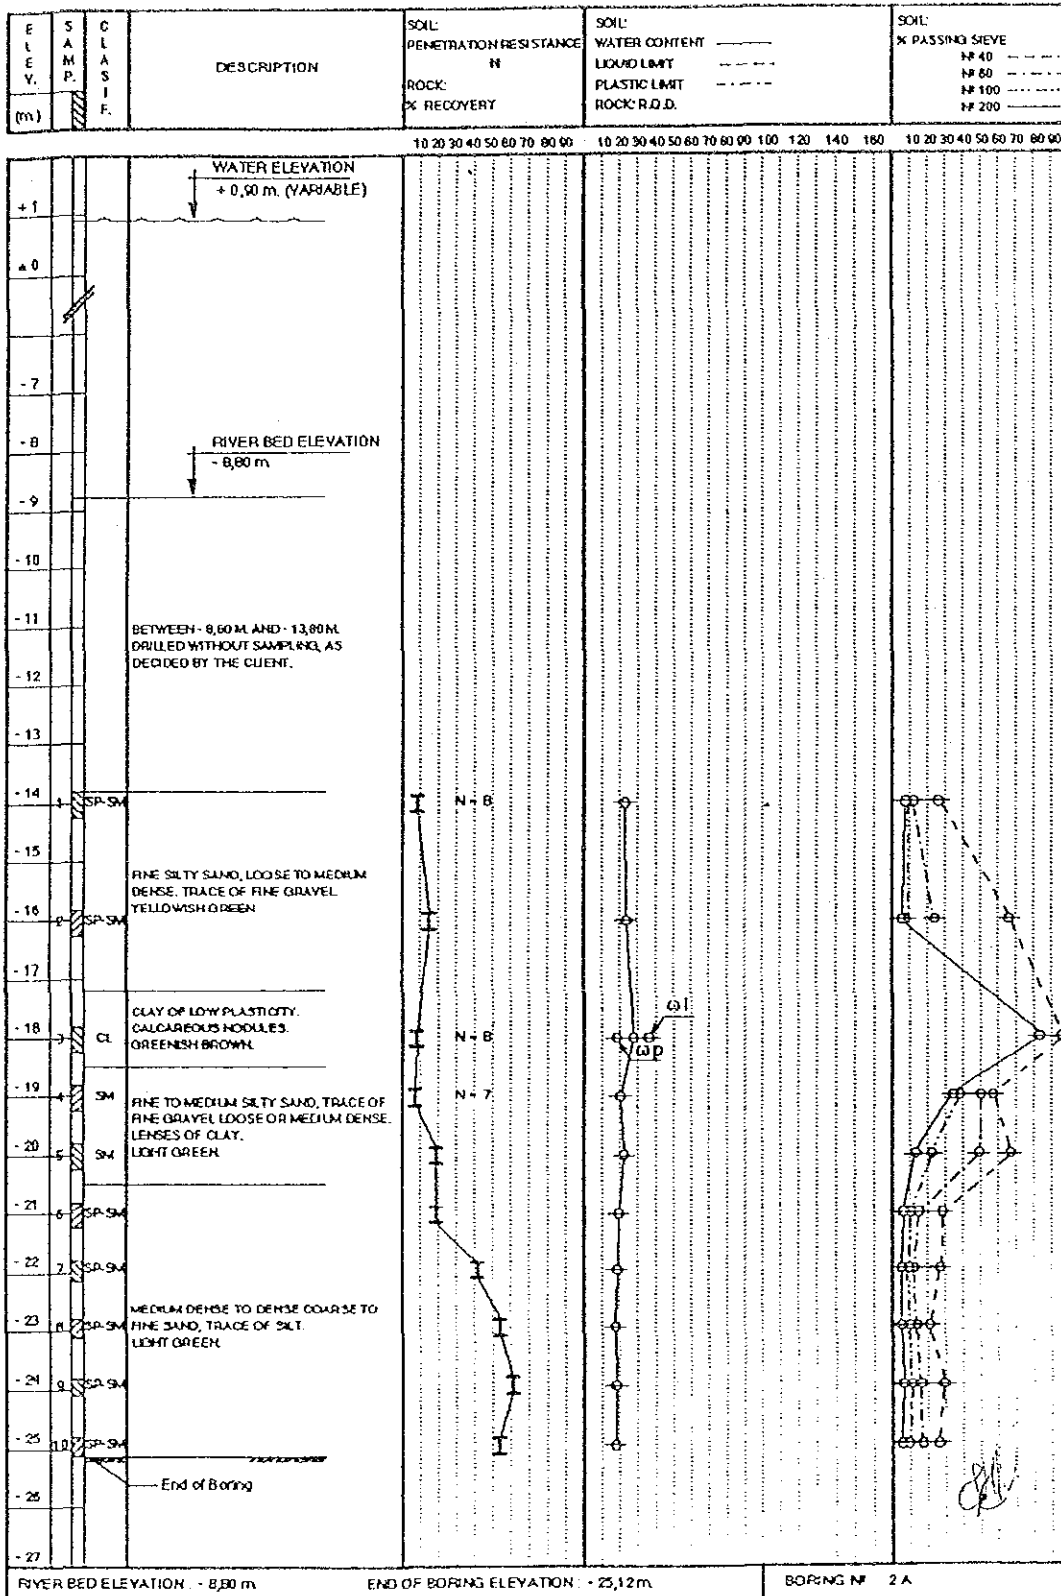 ELEV. (m)
SAMP.
CLASIF.
DESCRIPTION
SOIL:
PENETRATION RESISTANCE
N
ROCK:
% RECOVERY
SOIL:
WATER CONTENT
LIQUID LIMIT
PLASTIC LIMIT
ROCK: R.Q.D.
SOIL:
% PASSING SIEVE
Nº 40
Nº 60
Nº 100
Nº 200
10 20 30 40 50 60 70 80 90
10 20 30 40 50 60 70 80 90 100 120 140 160
10 20 30 40 50 60 70 80 90
WATER ELEVATION
+ 0,90 m. (VARIABLE)
+ 1
± 0
- 7
- 8
RIVER BED ELEVATION
- 8,80 m
- 9
- 10
- 11
BETWEEN - 8,60 M. AND - 13,80 M.
DRILLED WITHOUT SAMPLING, AS
DECIDED BY THE CLIENT.
- 12
- 13
- 14 1 SP-SM N = 8
- 15
FINE SILTY SAND, LOOSE TO MEDIUM
DENSE. TRACE OF FINE GRAVEL
YELLOWISH GREEN
- 16 2 SP-SM
- 17
CLAY OF LOW PLASTICITY.
CALCAREOUS NODULES.
GREENISH BROWN.
- 18 3 CL N = 8 ωl
ωp
- 19 4 SM N = 7
FINE TO MEDIUM SILTY SAND, TRACE OF
FINE GRAVEL LOOSE OR MEDIUM DENSE.
LENSES OF CLAY.
LIGHT GREEN.
- 20 5 SM
- 21 6 SP-SM
- 22 7 SP-SM
MEDIUM DENSE TO DENSE COARSE TO
FINE SAND, TRACE OF SILT.
LIGHT GREEN.
- 23 8 SP-SM
- 24 9 SP-SM
- 25 10 SP-SM
End of Boring
- 26
- 27
RIVER BED ELEVATION : - 8,80 m END OF BORING ELEVATION : - 25,12 m BORING Nº 2 A